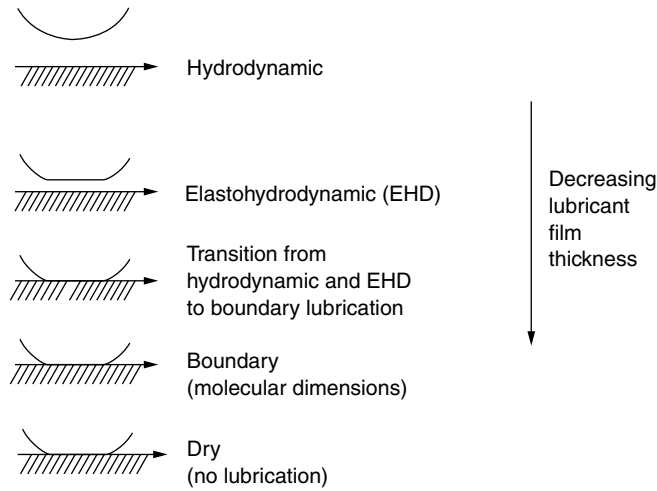 Hydrodynamic
Elastohydrodynamic (EHD)
Transition from
hydrodynamic and EHD
to boundary lubrication
Boundary
(molecular dimensions)
Dry
(no lubrication)
Decreasing
lubricant
film
thickness